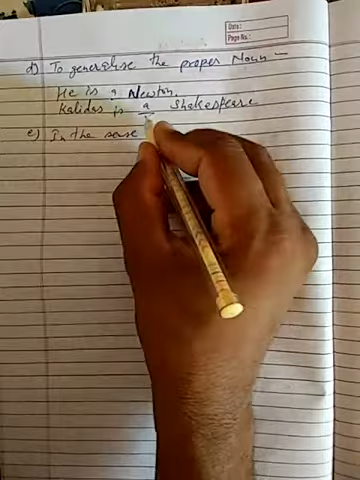 Date:
Page No.:
d) To generalise the proper Noun —
He is a Newton.
Kalidas is a Shakespeare
e) In the sense